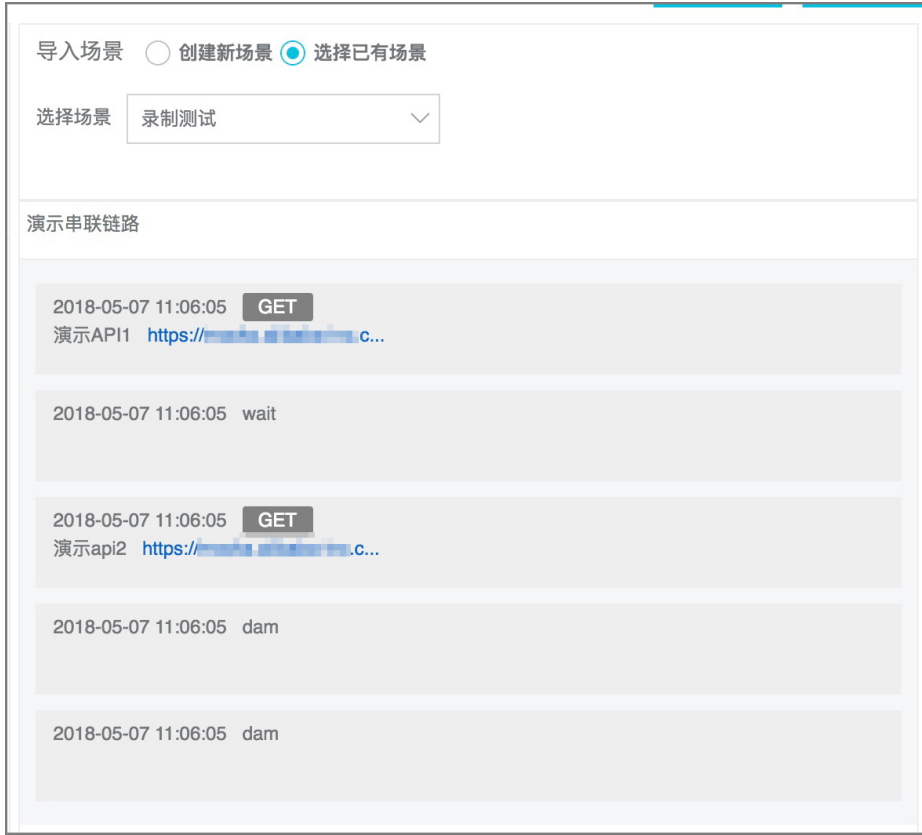 导入场景 创建新场景 选择已有场景
选择场景 录制测试
演示串联链路
2018-05-07 11:06:05 GET
演示API1 https:// c...
2018-05-07 11:06:05 wait
2018-05-07 11:06:05 GET
演示api2 https:// .c...
2018-05-07 11:06:05 dam
2018-05-07 11:06:05 dam